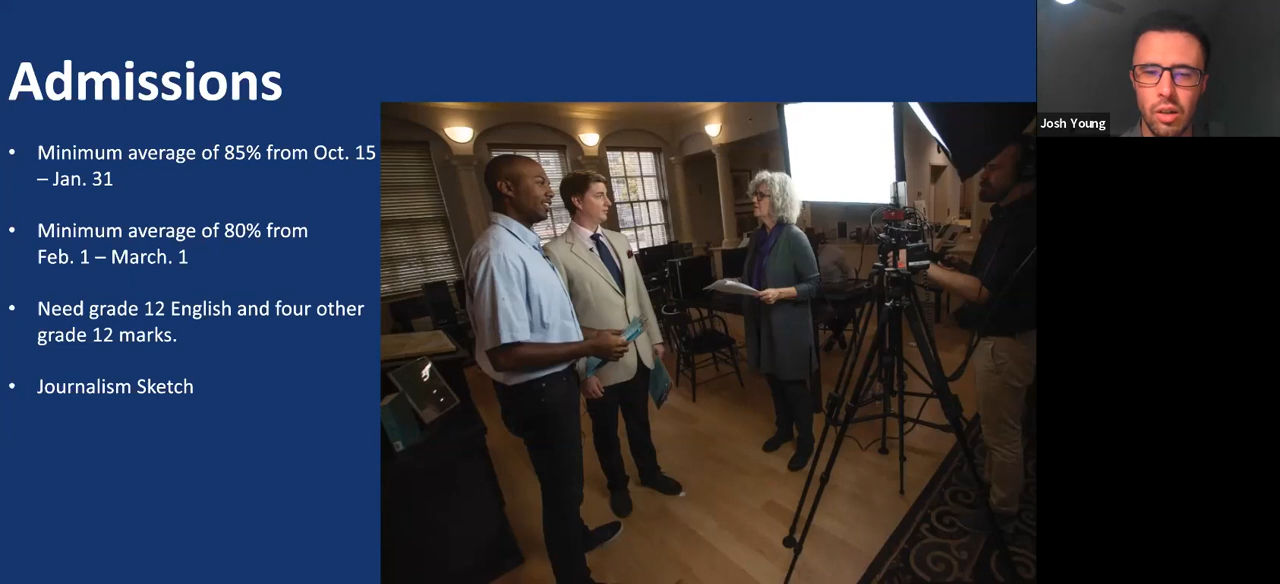 Admissions
• Minimum average of 85% from Oct. 15
– Jan. 31
• Minimum average of 80% from
Feb. 1 – March. 1
• Need grade 12 English and four other
grade 12 marks.
• Journalism Sketch
Josh Young